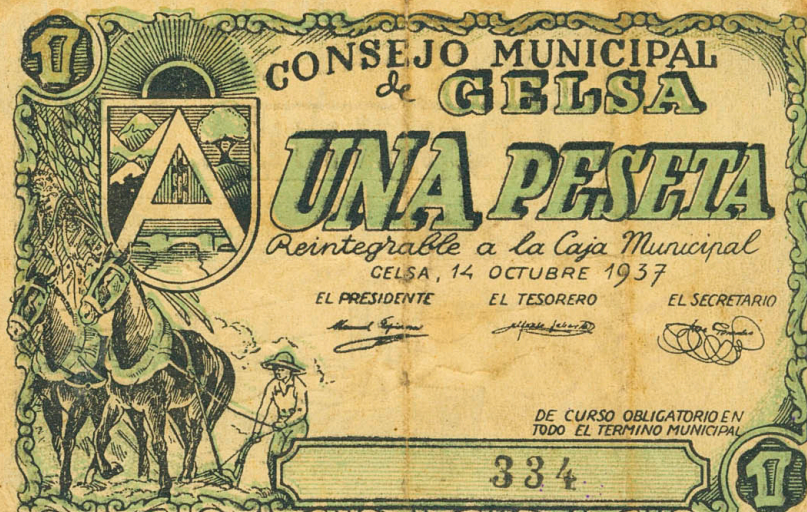 1
CONSEJO MUNICIPAL
de GELSA
A
UNA PESETA
Reintegrable a la Caja Municipal
GELSA, 14 OCTUBRE 1937
EL PRESIDENTE EL TESORERO EL SECRETARIO
DE CURSO OBLIGATORIO EN
TODO EL TERMINO MUNICIPAL
334
1